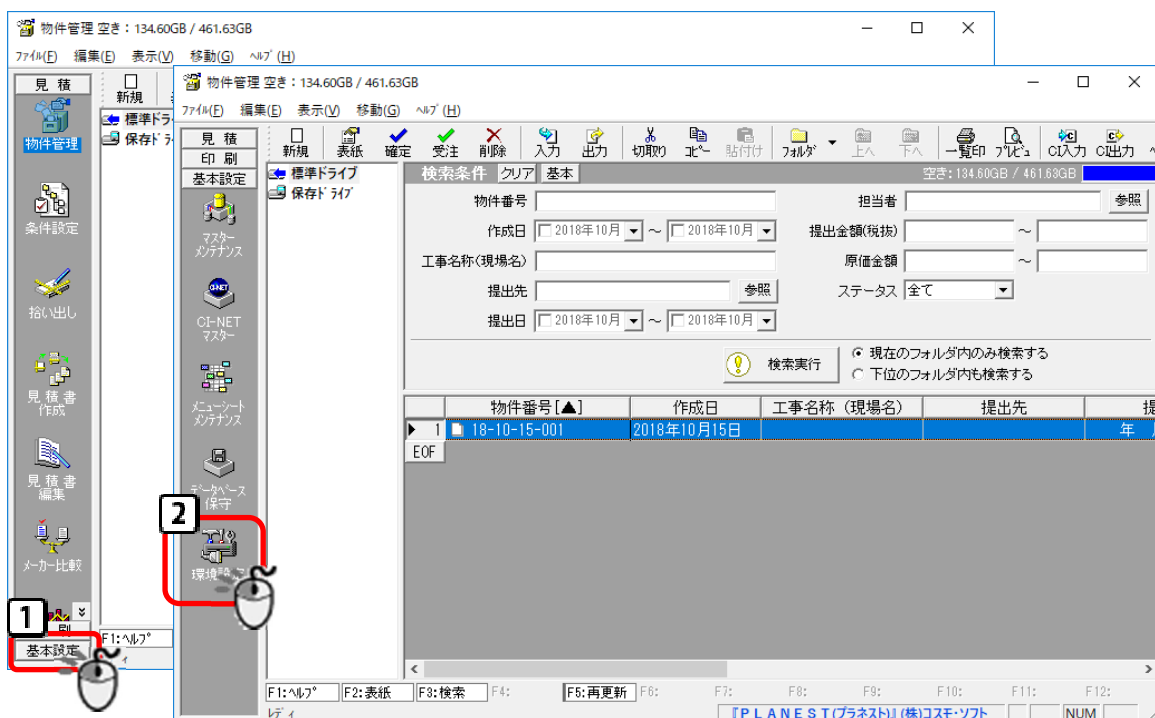 物件管理 空き：134.60GB / 461.63GB
ﾌｧｲﾙ(F) 編集(E) 表示(V) 移動(G) ﾍﾙﾌﾟ(H)
見 積
新規
物件管理
条件設定
拾い出し
見 積 書
作成
見 積 書
編集
メーカー比較
刷
基本設定
標準ドラ
保存ﾄﾞﾗ
F1:ﾍﾙﾌﾟ
1
物件管理 空き：134.60GB / 461.63GB
ﾌｧｲﾙ(F) 編集(E) 表示(V) 移動(G) ﾍﾙﾌﾟ(H)
見 積
印 刷
基本設定
マスター
メンテナンス
CI-NET
CI-NET
マスター
メニューシート
メンテナンス
データベース
保守
2
環境設定
新規 表紙 確定 受注 削除 入力 出力 切取り ｺﾋﾟｰ 貼付け ﾌｫﾙﾀﾞ 上へ 下へ 一覧印 ﾌﾟﾚﾋﾞｭ CI入力 CI出力
標準ドライブ
保存ﾄﾞﾗｲﾌﾞ
検索条件 クリア 基本 空き：134.60GB / 461.63GB
物件番号 担当者 参照
作成日 2018年10月 ～ 2018年10月 提出金額(税抜) ～
工事名称(現場名) 原価金額 ～
提出先 参照 ステータス 全て
提出日 2018年10月 ～ 2018年10月
検索実行 現在のフォルダ内のみ検索する
下位のフォルダ内も検索する
物件番号[▲] 作成日 工事名称（現場名） 提出先 提
1 18-10-15-001 2018年10月15日 年
EOF
F1:ﾍﾙﾌﾟ F2:表紙 F3:検索 F4: F5:再更新 F6: F7: F8: F9: F10: F11: F12:
ﾚﾃﾞｨ 『ＰＬＡＮＥＳＴ(プラネスト)』(株)コスモ・ソフト NUM